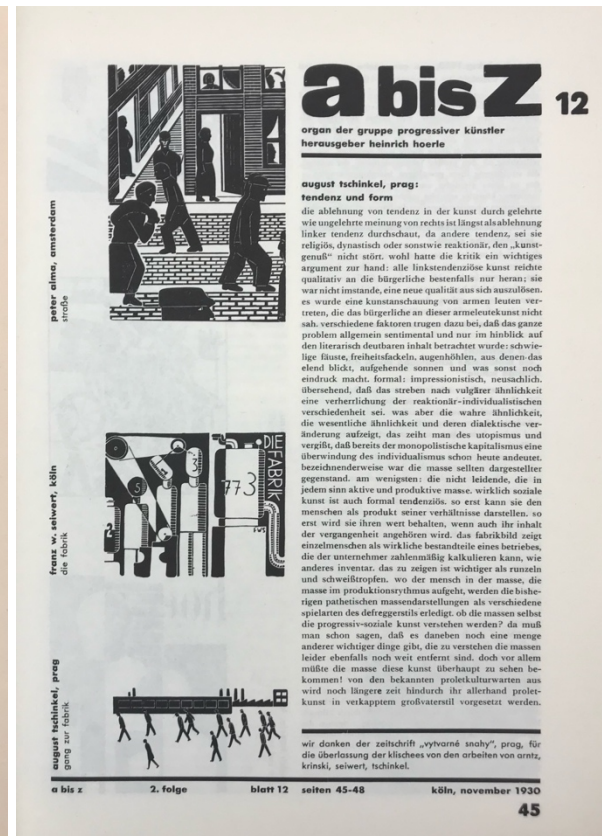 a bis z 12
organ der gruppe progressiver künstler
herausgeber heinrich hoerle
august tschinkel, prag:
tendenz und form
die ablehnung von tendenz in der kunst durch gelehrte
wie ungelehrte meinung von rechts ist längst als ablehnung
linker tendenz durchschaut, da andere tendenz, sei sie
religiös, dynastisch oder sonstwie reaktionär, den „kunst-
genuß“ nicht stört. wohl hatte die kritik ein wichtiges
argument zur hand: alle linkstendenziöse kunst reichte
qualitativ an die bürgerliche bestenfalls nur heran; sie
war nicht imstande, eine neue qualität aus sich auszulösen.
es wurde eine kunstanschauung von armen leuten ver-
treten, die das bürgerliche an dieser armeleutekunst nicht
sah. verschiedene faktoren trugen dazu bei, daß das ganze
problem allgemein sentimental und nur im hinblick auf
den literarisch deutbaren inhalt betrachtet wurde: schwie-
lige fäuste, freiheitsfackeln, augenhöhlen, aus denen das
elend blickt, aufgehende sonnen und was sonst noch
eindruck macht. formal: impressionistisch, neusachlich.
übersehend, daß das streben nach vulgärer ähnlichkeit
eine verherrlichung der reaktionär-individualistischen
verschiedenheit sei. was aber die wahre ähnlichkeit,
die wesentliche ähnlichkeit und deren dialektische ver-
änderung aufzeigt, das zeiht man des utopismus und
vergißt, daß bereits der monopolistische kapitalismus eine
überwindung des individualismus schon heute andeutet.
bezeichnenderweise war die masse selten dargestellter
gegenstand. am wenigsten: die nicht leidende, die in
jedem sinn aktive und produktive masse. wirklich soziale
kunst ist auch formal tendenziös. so erst kann sie den
menschen als produkt seiner verhältnisse darstellen. so
erst wird sie ihren wert behalten, wenn auch ihr inhalt
der vergangenheit angehören wird. das fabrikbild zeigt
einzelmenschen als wirkliche bestandteile eines betriebes,
die der unternehmer zahlenmäßig kalkulieren kann, wie
anderes inventar. das zu zeigen ist wichtiger als runzeln
und schweißtropfen. wo der mensch in der masse, die
masse im produktionsrythmus aufgeht, werden die bishe-
rigen pathetischen massendarstellungen als verschiedene
spielarten des defreggerstils erledigt. ob die massen selbst
die progressiv-soziale kunst verstehen werden? da muß
man schon sagen, daß es daneben noch eine menge
anderer wichtiger dinge gibt, die zu verstehen die massen
leider ebenfalls noch weit entfernt sind. doch vor allem
müßte die masse diese kunst überhaupt zu sehen be-
kommen! von den bekannten proletkulturwarten aus
wird noch längere zeit hindurch ihr allerhand prolet-
kunst in verkapptem großvaterstil vorgesetzt werden.
wir danken der zeitschrift „vytvarné snahy“, prag, für
die überlassung der klischees von den arbeiten von arntz,
krinski, seiwert, tschinkel.
peter alma, amsterdam
straße
franz w. seiwert, köln
die fabrik
DIE
FABRIK
3
5
2
773
FWS
august tschinkel, prag
gang zur fabrik
a bis z 2. folge blatt 12 seiten 45-48 köln, november 1930
45